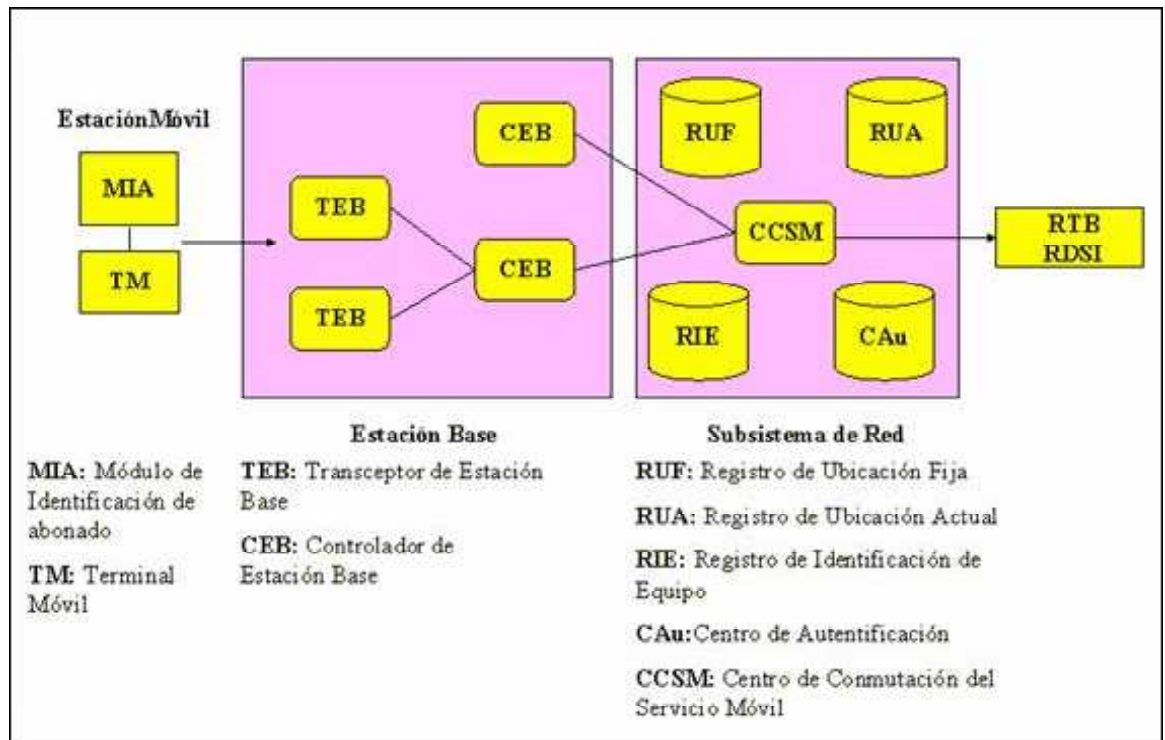 EstaciónMóvil
MIA
TM
TEB
TEB
CEB
CEB
RUF
RUA
CCSM
RIE
CAu
RTB
RDSI
Estación Base
Subsistema de Red
MIA: Módulo de
Identificación de
abonado
TM: Terminal
Móvil
TEB: Transceptor de Estación
Base
CEB: Controlador de
Estación Base
RUF: Registro de Ubicación Fija
RUA: Registro de Ubicación Actual
RIE: Registro de Identificación de
Equipo
CAu:Centro de Autentificación
CCSM: Centro de Conmutación del
Servicio Móvil